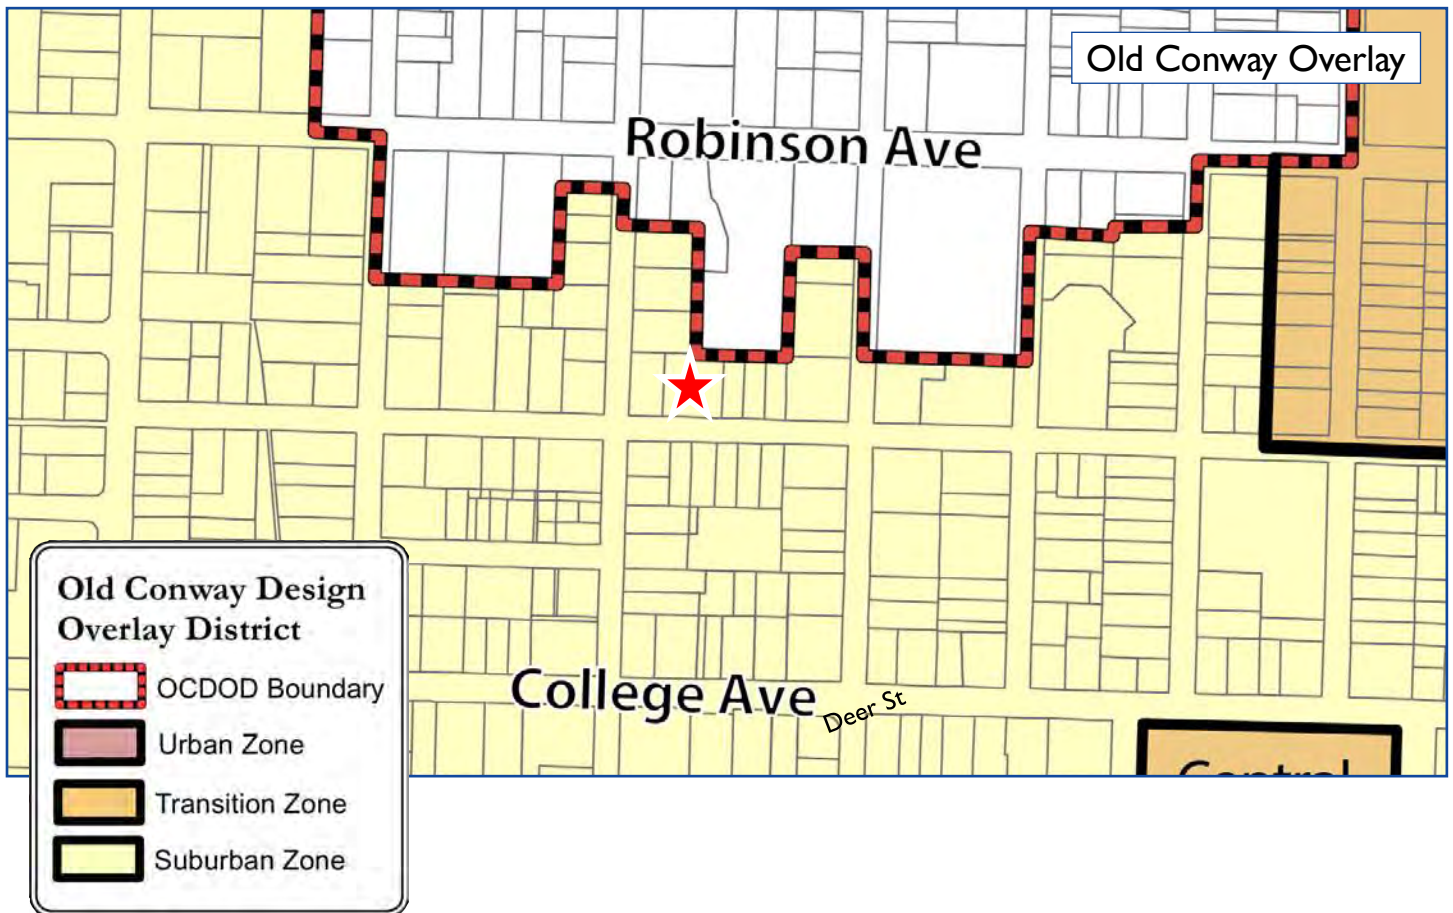 Old Conway Overlay
Robinson Ave
College Ave
Deer St
Central
Old Conway Design
Overlay District
OCDOD Boundary
Urban Zone
Transition Zone
Suburban Zone